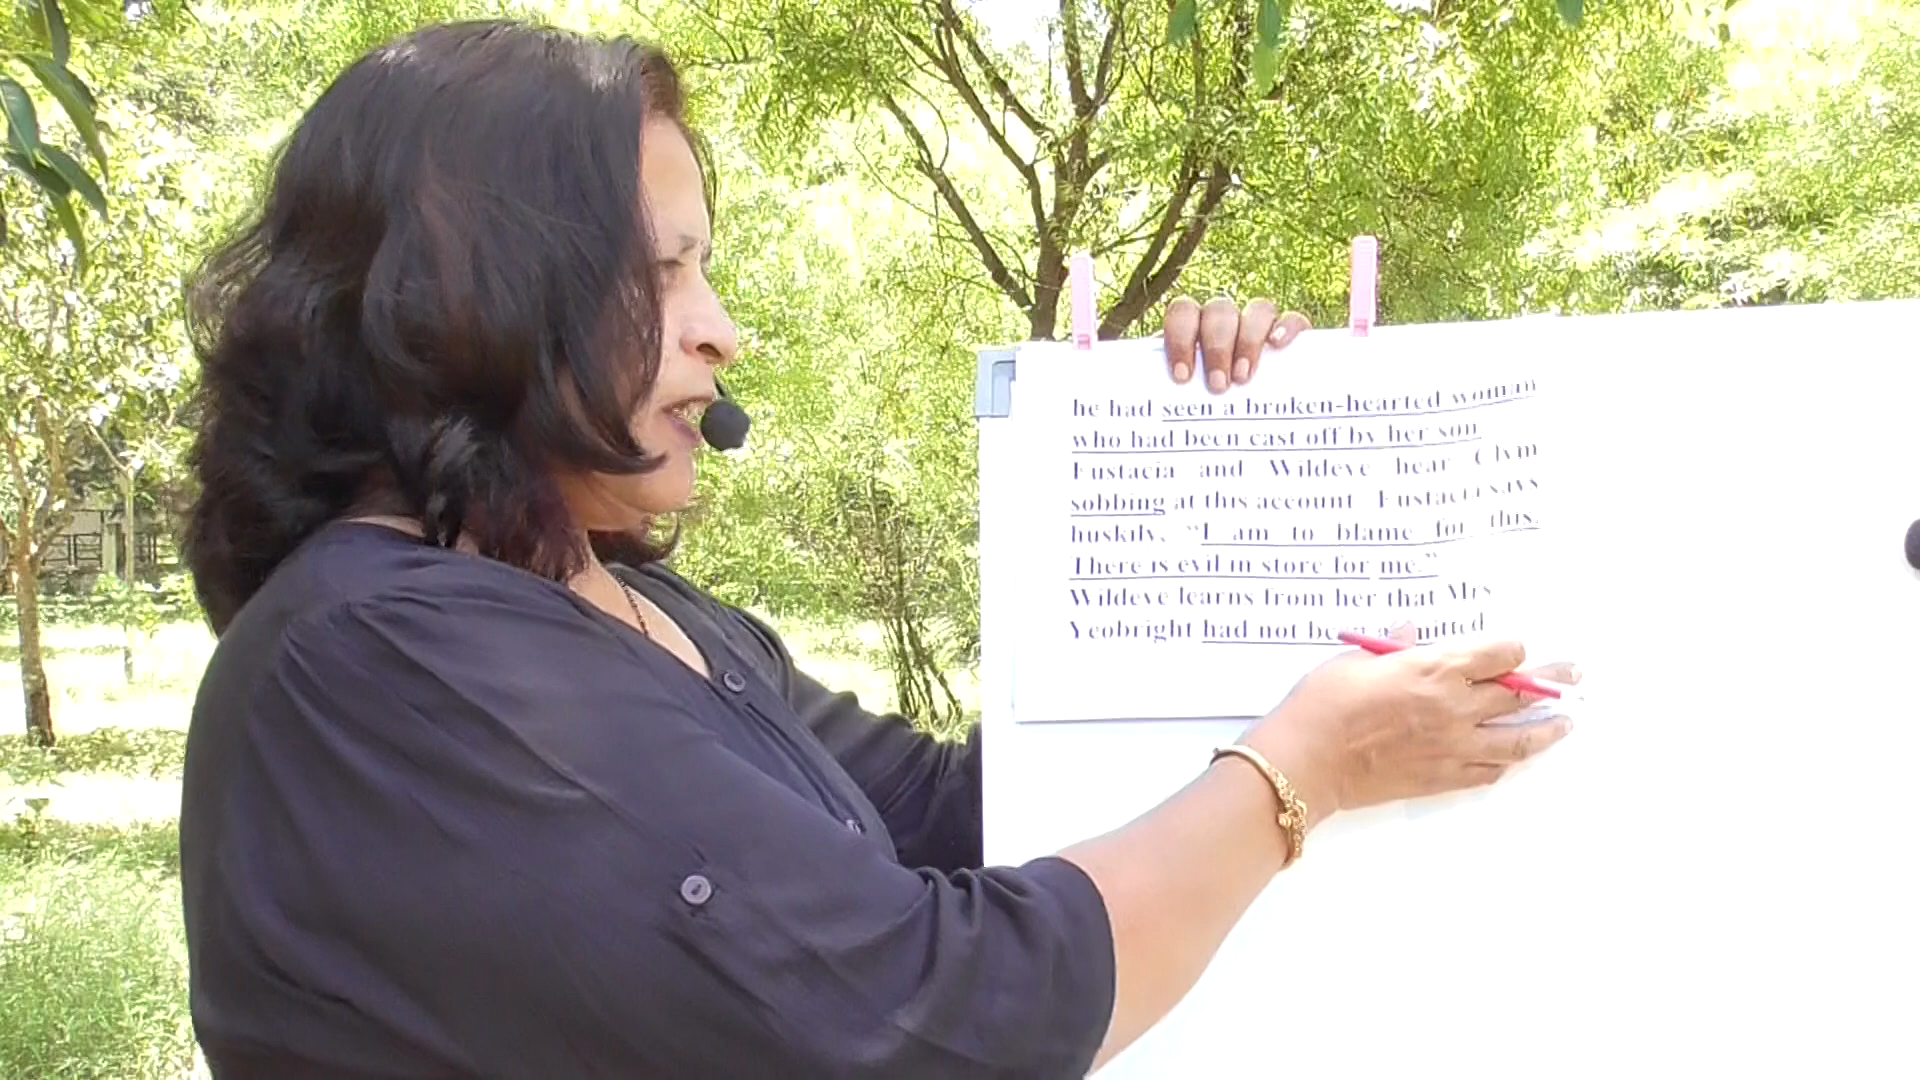 he had seen a broken-hearted woman
who had been cast off by her son
Eustacia and Wildeve hear Clym
sobbing at this account Eustacia says
huskily, "I am to blame for this.
There is evil in store for me."
Wildeve learns from her that Mrs
Yeobright had not been admitted